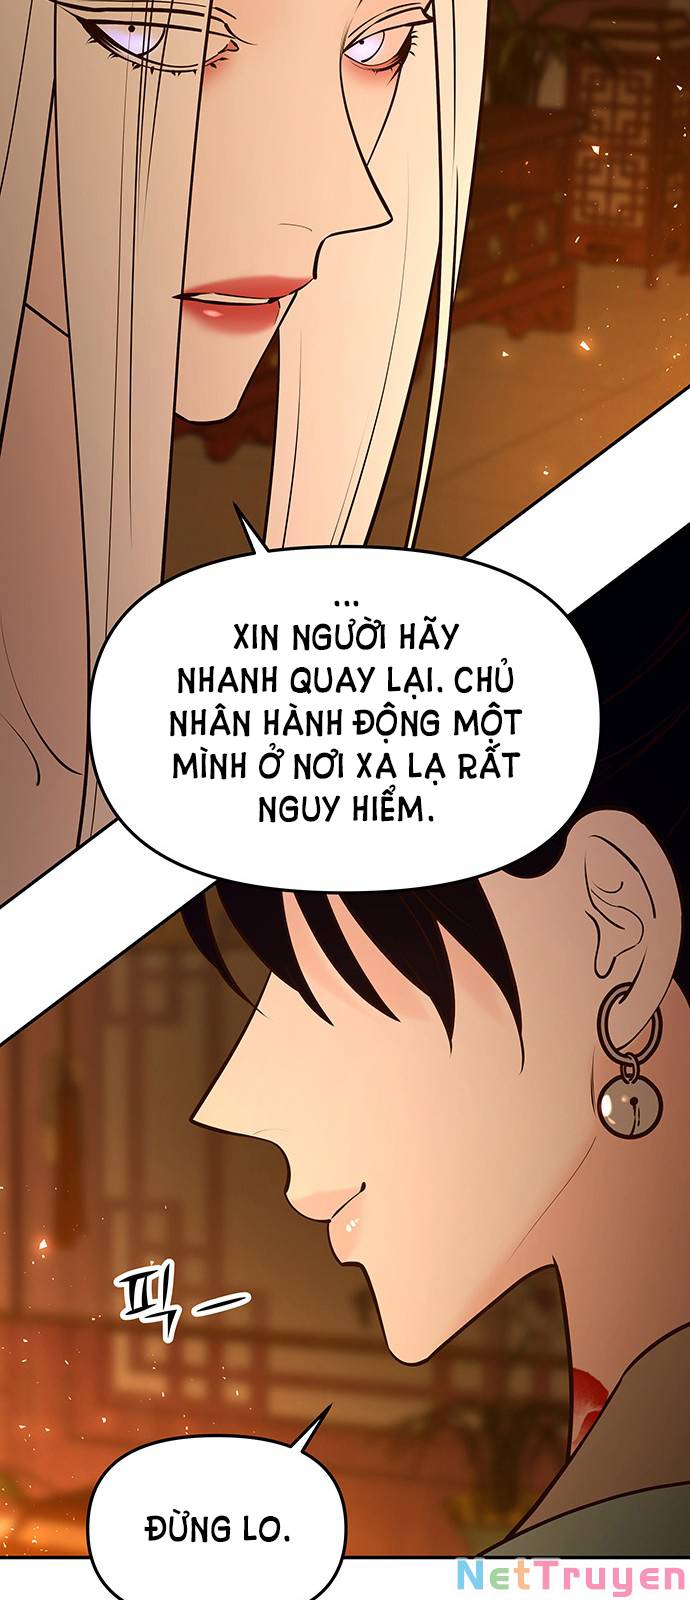 ...
XIN NGƯỜI HÃY
NHANH QUAY LẠI. CHỦ
NHÂN HÀNH ĐỘNG MỘT
MÌNH Ở NƠI XA LẠ RẤT
NGUY HIỂM.
픽-
ĐỪNG LO.
NetTruyen